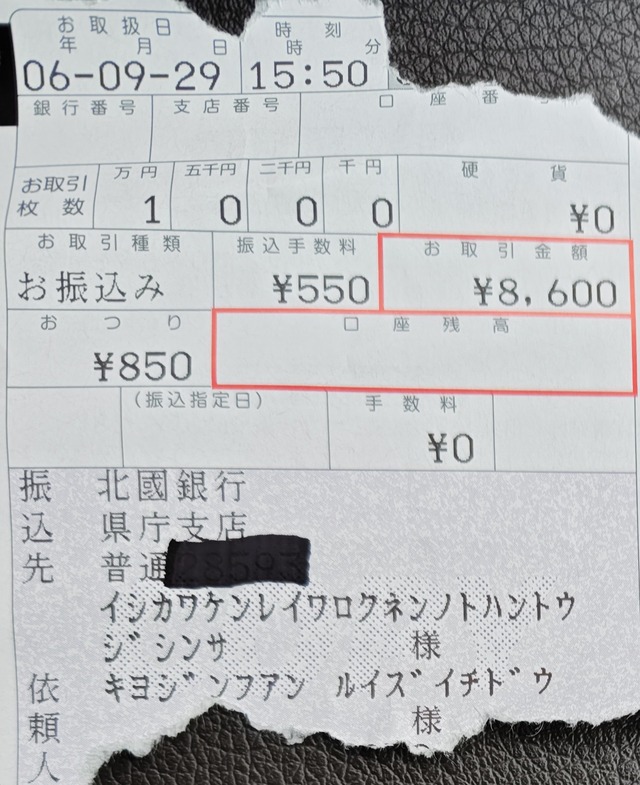 お取扱日 時刻
年 月 日 時 分
06-09-29 15:50
銀行番号 支店番号 口座番号
お取引枚数 万円 五千円 二千円 千円 硬貨
1 0 0 0 ¥0
お取引種類 振込手数料 お取引金額
お振込み ¥550 ¥8,600
おつり 口座残高
¥850
(振込指定日) 手数料
¥0
振込先 北國銀行
県庁支店
普通
イシカワケンレイワロクネンノトハントウ
ジシンサ 様
依頼人 キヨジンフアン ルイズイチドウ
様